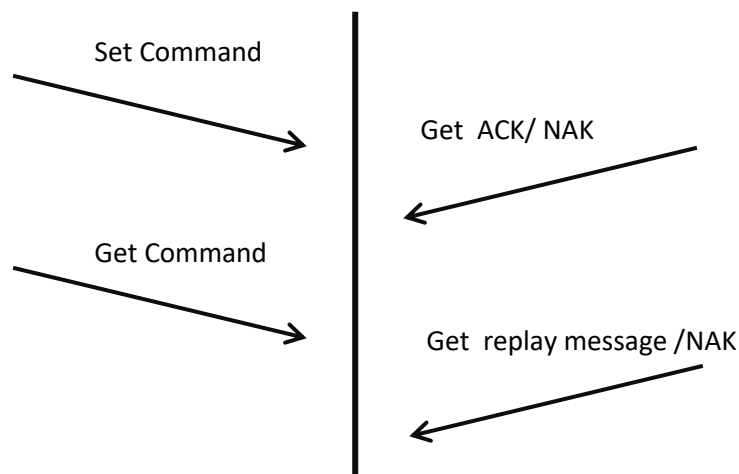 Set Command
Get ACK/ NAK
Get Command
Get replay message /NAK